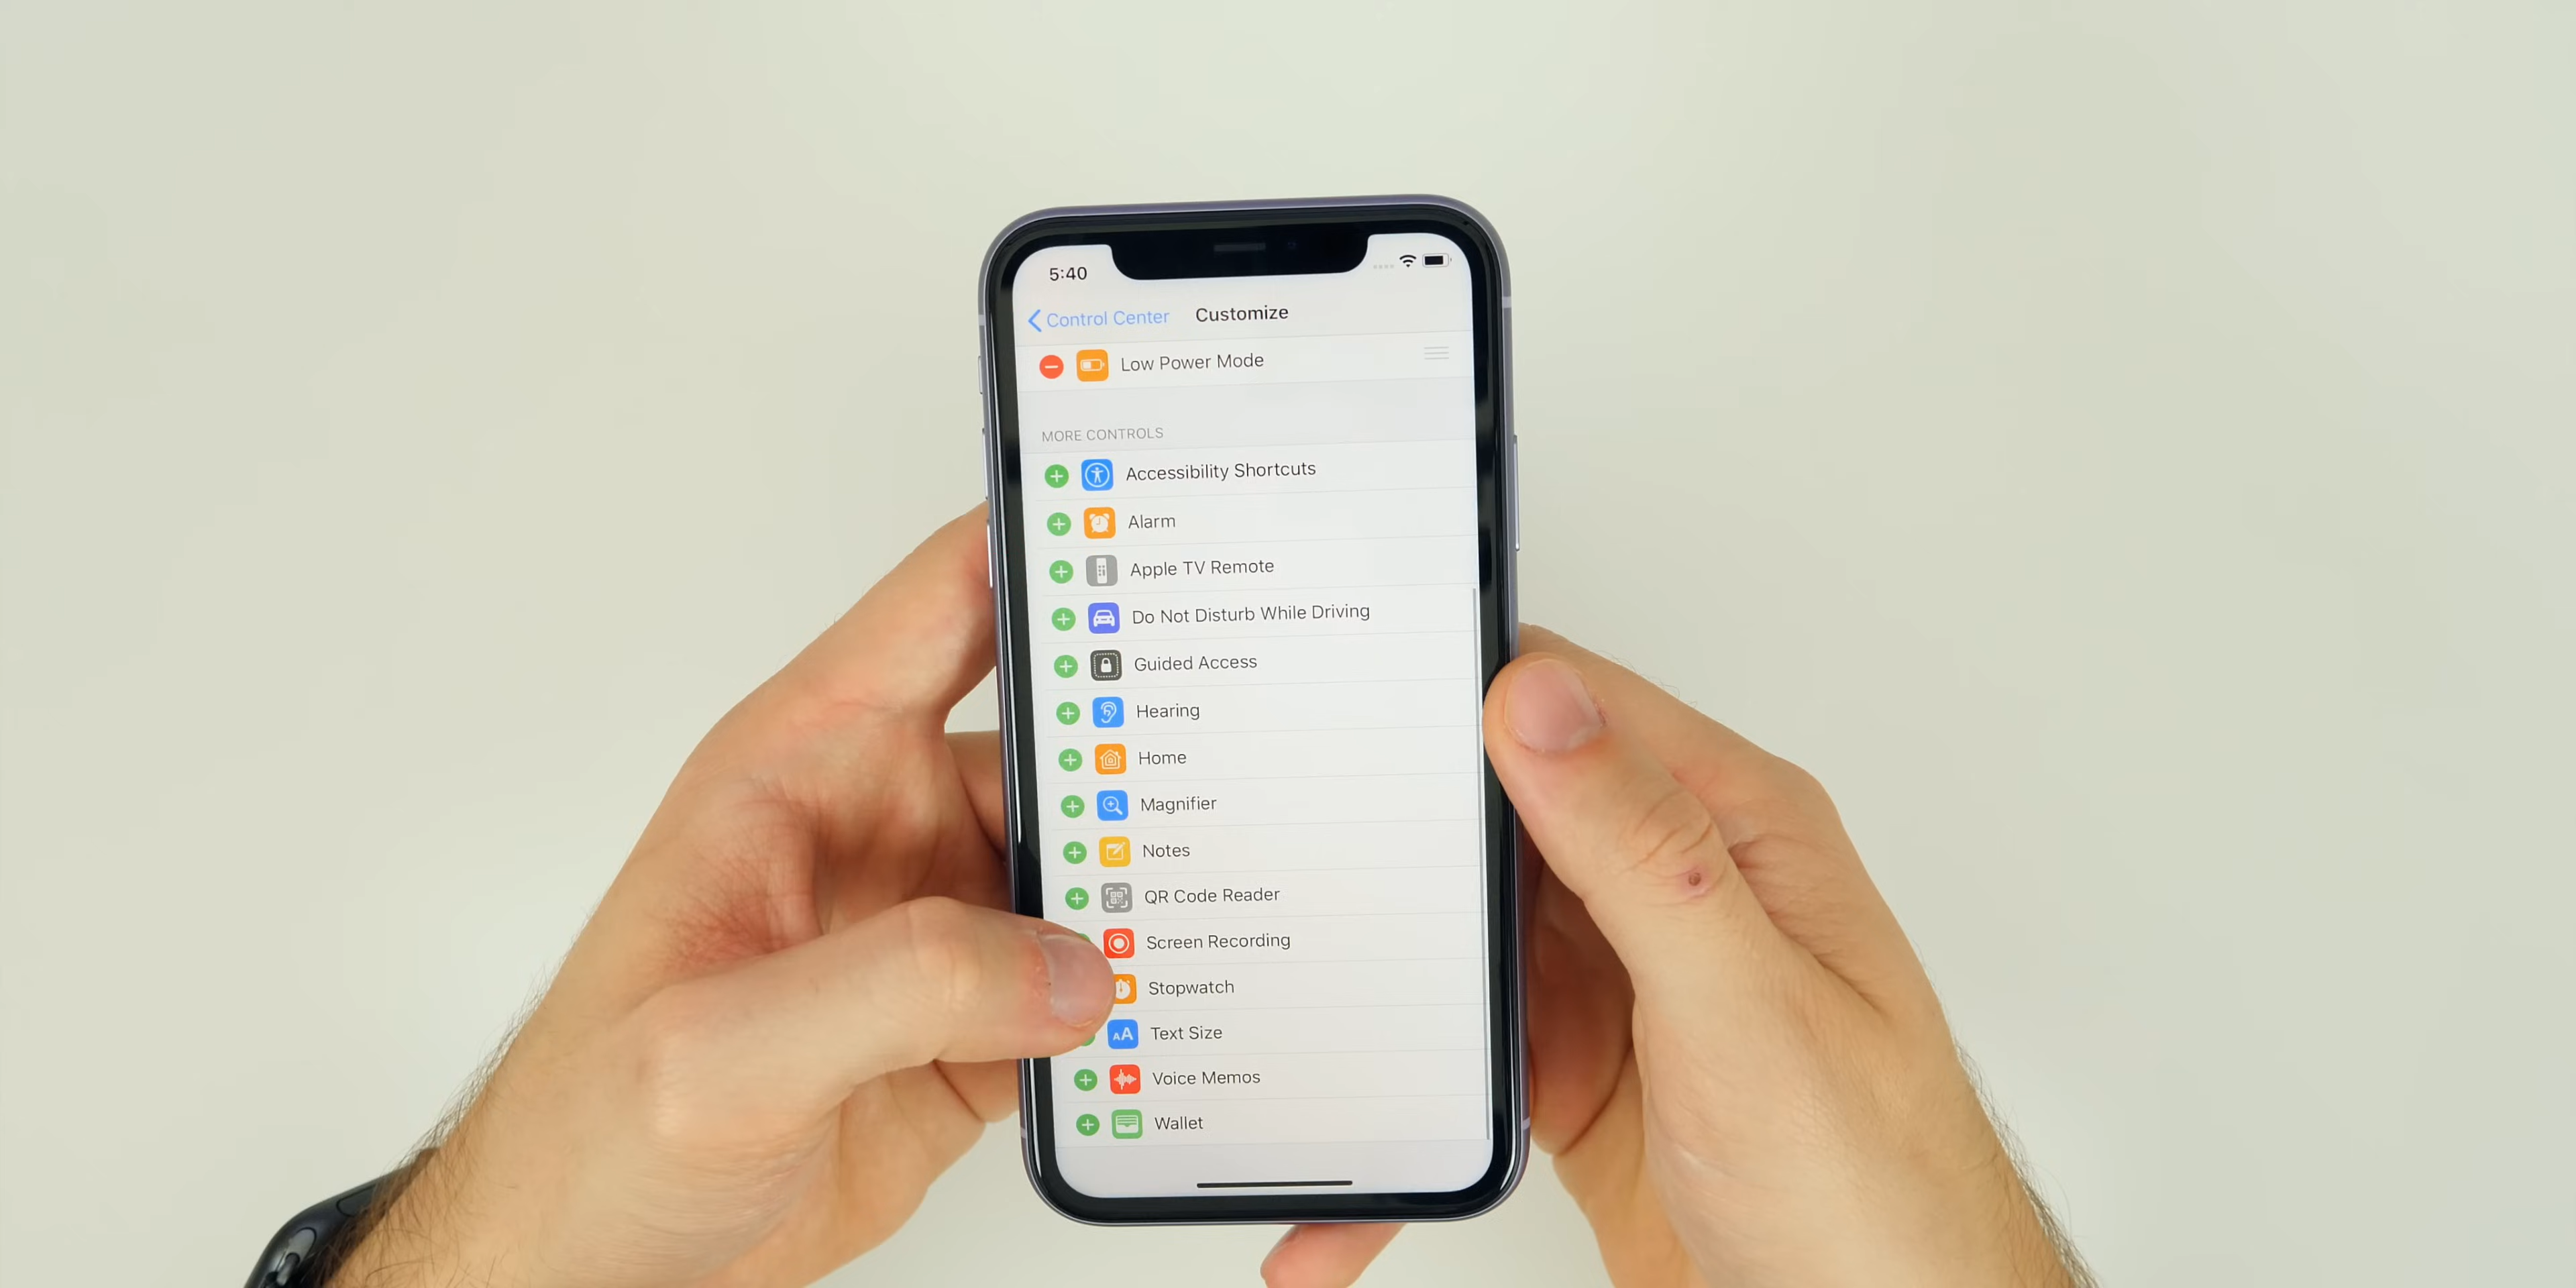 5:40
Control Center Customize
Low Power Mode
MORE CONTROLS
Accessibility Shortcuts
Alarm
Apple TV Remote
Do Not Disturb While Driving
Guided Access
Hearing
Home
Magnifier
Notes
QR Code Reader
Screen Recording
Stopwatch
AA Text Size
Voice Memos
Wallet